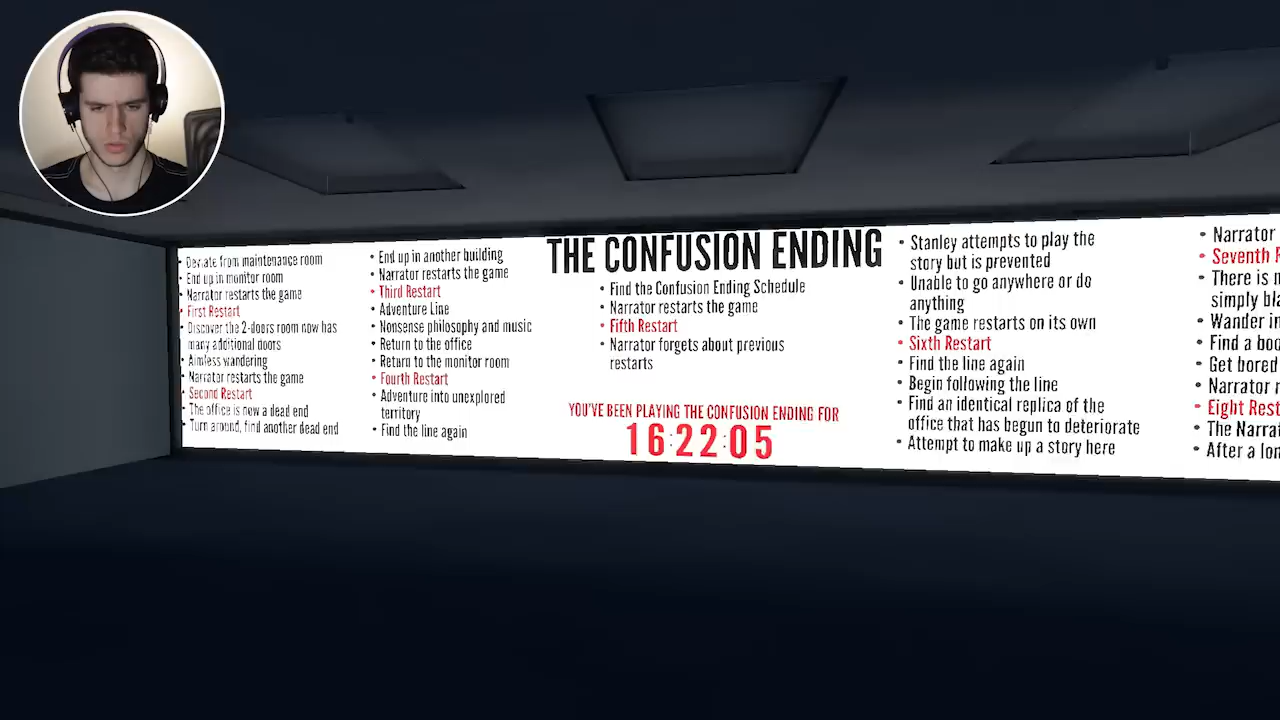 • Deviate from maintenance room
• End up in monitor room
• Narrator restarts the game
• First Restart
• Discover the 2-doors room now has
many additional doors
• Aimless wandering
• Narrator restarts the game
• Second Restart
• The office is now a dead end
• Turn around, find another dead end
• End up in another building
• Narrator restarts the game
• Third Restart
• Adventure Line
• Nonsense philosophy and music
• Return to the office
• Return to the monitor room
• Fourth Restart
• Adventure into unexplored
territory
• Find the line again
THE CONFUSION ENDING
• Find the Confusion Ending Schedule
• Narrator restarts the game
• Fifth Restart
• Narrator forgets about previous
restarts
YOU'VE BEEN PLAYING THE CONFUSION ENDING FOR
16:22:05
• Stanley attempts to play the
story but is prevented
• Unable to go anywhere or do
anything
• The game restarts on its own
• Sixth Restart
• Find the line again
• Begin following the line
• Find an identical replica of the
office that has begun to deteriorate
• Attempt to make up a story here
• Narrator
• Seventh
• There is
simply
• Wander
• Find a
• Get bored
• Narrator
• Eight
• The
• After a